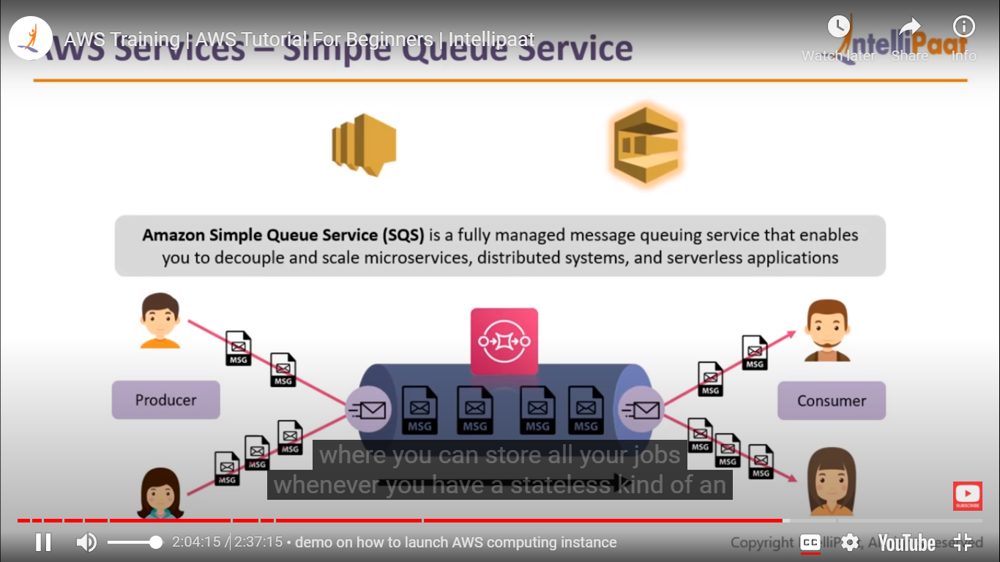 AWS Training | AWS Tutorial For Beginners | Intellipaat
AWS Services – Simple Queue Service
IntelliPaat
Watch later
Share
Info
Amazon Simple Queue Service (SQS) is a fully managed message queuing service that enables
you to decouple and scale microservices, distributed systems, and serverless applications
MSG
MSG
MSG
MSG
Producer
Consumer
MSG
MSG
MSG
MSG
MSG
MSG
MSG
MSG
MSG
MSG
where you can store all your jobs
whenever you have a stateless kind of an
SUBSCRIBE
2:04:15 / 2:37:15 • demo on how to launch AWS computing instance
Copyright IntelliPaat, All rights reserved
CC
YouTube